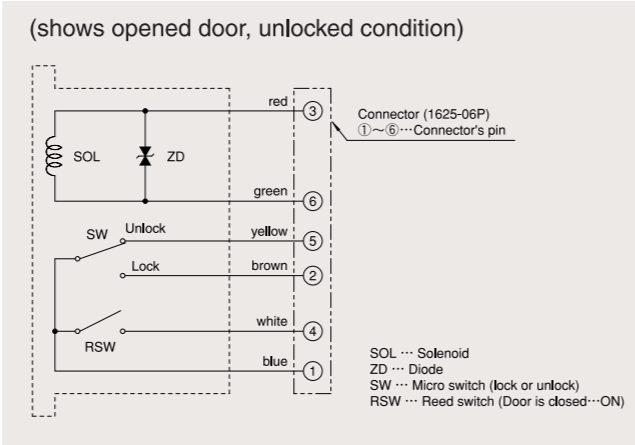 (shows opened door, unlocked condition)
red
③
Connector (1625-06P)
①～⑥…Connector's pin
SOL
ZD
green
⑥
SW
Unlock
yellow
⑤
Lock
brown
②
white
④
RSW
blue
①
SOL … Solenoid
ZD … Diode
SW … Micro switch (lock or unlock)
RSW … Reed switch (Door is closed…ON)